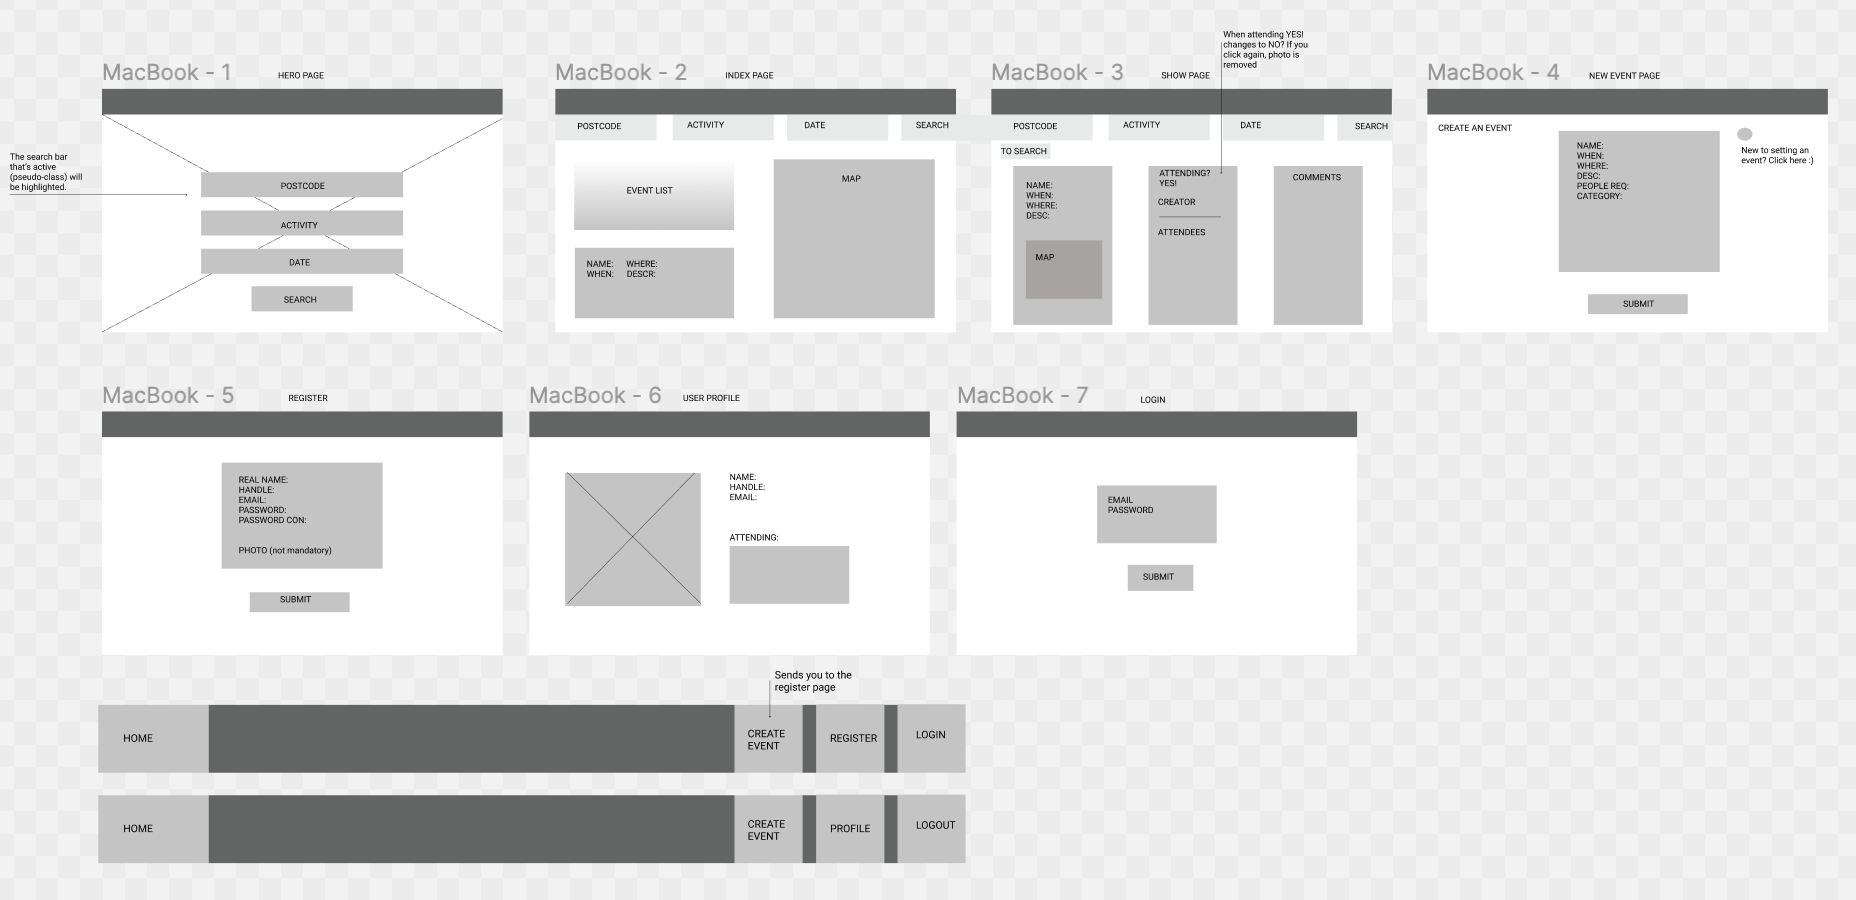 When attending YES!
changes to NO? If you
click again, photo is
removed
MacBook - 1
HERO PAGE
The search bar
that's active
(pseudo-class) will
be highlighted.
POSTCODE
ACTIVITY
DATE
SEARCH
MacBook - 2
INDEX PAGE
POSTCODE
ACTIVITY
DATE
SEARCH
EVENT LIST
MAP
NAME: WHERE:
WHEN: DESCR:
MacBook - 3
SHOW PAGE
POSTCODE
ACTIVITY
DATE
SEARCH
TO SEARCH
NAME:
WHEN:
WHERE:
DESC:
MAP
ATTENDING?
YES!
CREATOR
ATTENDEES
COMMENTS
MacBook - 4
NEW EVENT PAGE
CREATE AN EVENT
NAME:
WHEN:
WHERE:
DESC:
PEOPLE REQ:
CATEGORY:
New to setting an
event? Click here :)
SUBMIT
MacBook - 5
REGISTER
REAL NAME:
HANDLE:
EMAIL:
PASSWORD:
PASSWORD CON:
PHOTO (not mandatory)
SUBMIT
MacBook - 6
USER PROFILE
NAME:
HANDLE:
EMAIL:
ATTENDING:
MacBook - 7
LOGIN
EMAIL
PASSWORD
SUBMIT
Sends you to the
register page
HOME
CREATE
EVENT
REGISTER
LOGIN
HOME
CREATE
EVENT
PROFILE
LOGOUT